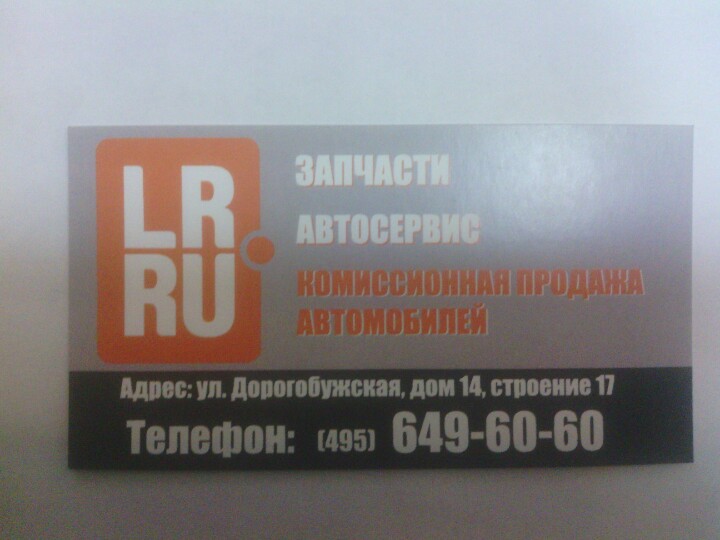 LR
RU
ЗАПЧАСТИ
АВТОСЕРВИС
КОМИССИОННАЯ ПРОДАЖА
АВТОМОБИЛЕЙ
Адрес: ул. Дорогобужская, дом 14, строение 17
Телефон: (495) 649-60-60